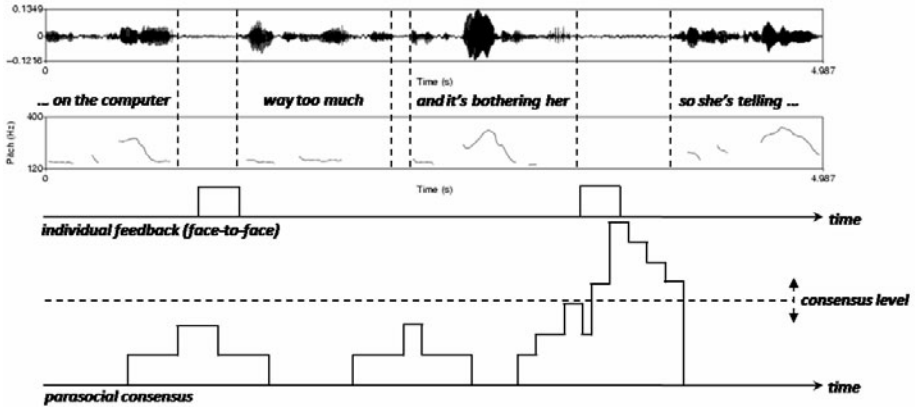 0.1349
0
-0.1216
0
4.987
Time (s)
... on the computer
way too much
and it's bothering her
so she's telling ...
400
Pitch (Hz)
120
0
4.987
Time (s)
time
individual feedback (face-to-face)
consensus level
time
parasocial consensus